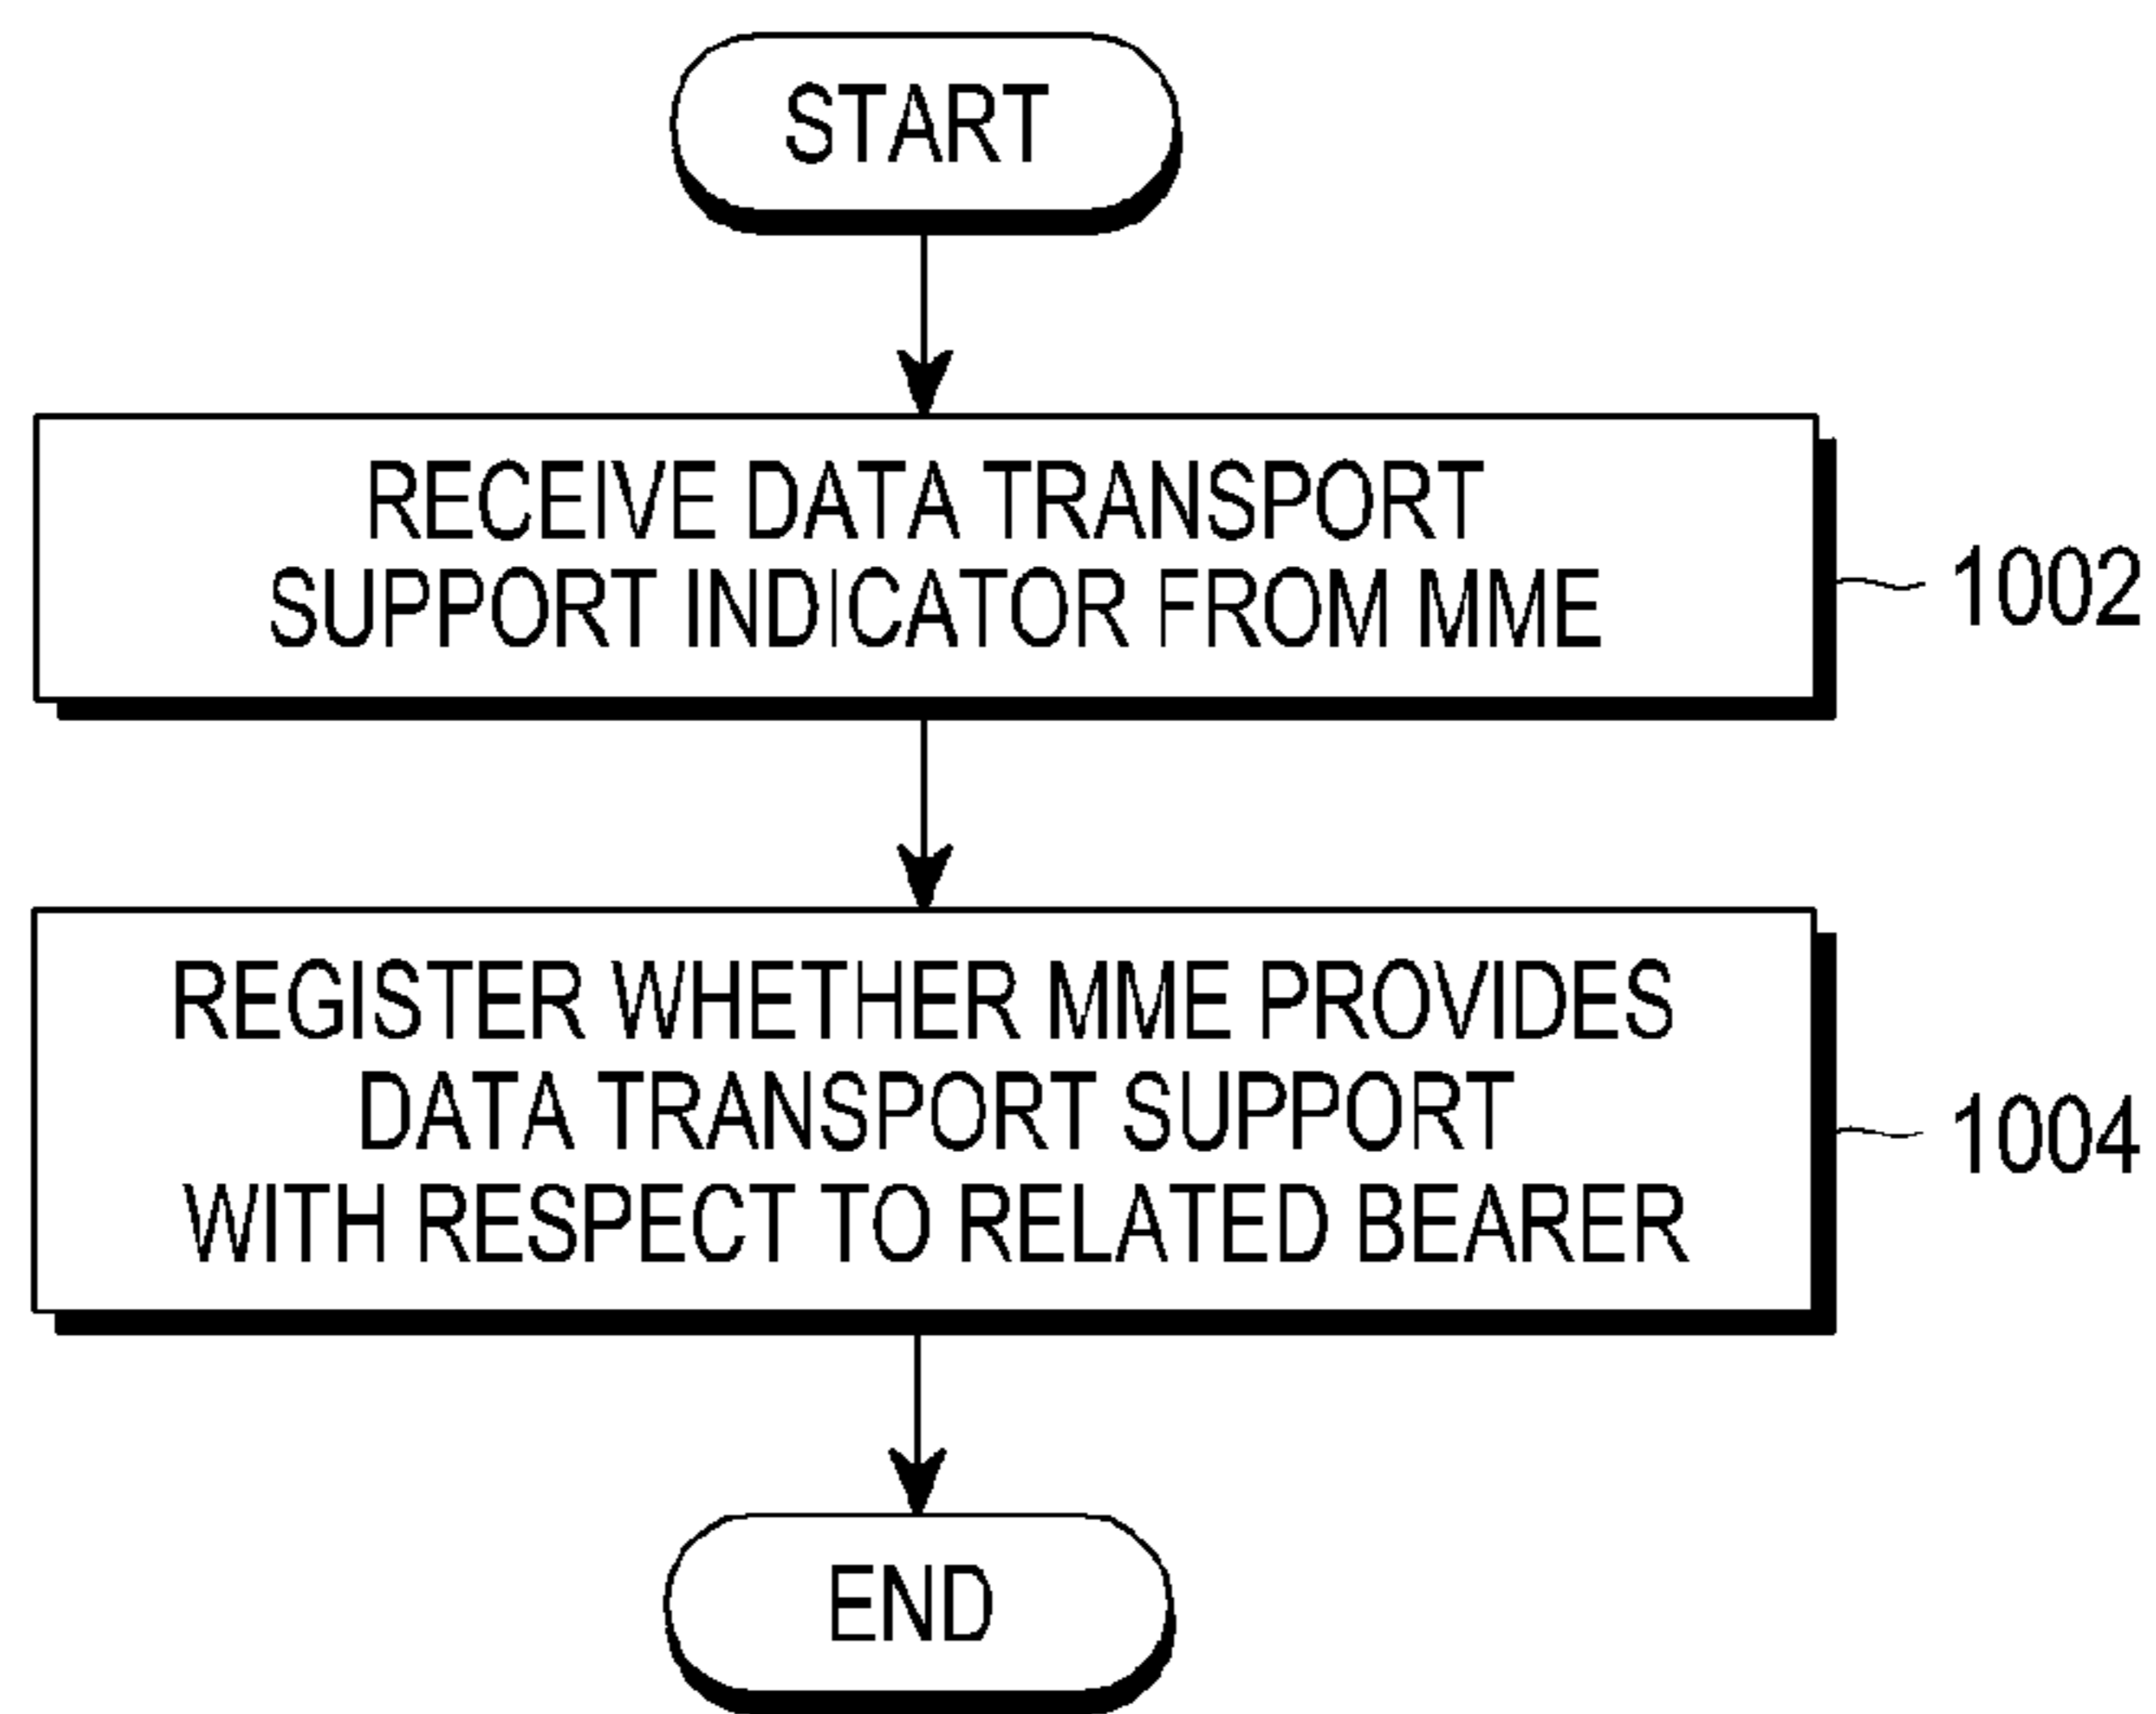 START
RECEIVE DATA TRANSPORT
SUPPORT INDICATOR FROM MME
1002
REGISTER WHETHER MME PROVIDES
DATA TRANSPORT SUPPORT
WITH RESPECT TO RELATED BEARER
1004
END